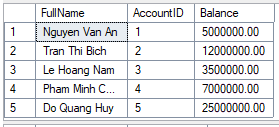 FullName AccountID Balance
1 Nguyen Van An 1 5000000.00
2 Tran Thi Bich 2 12000000.00
3 Le Hoang Nam 3 3500000.00
4 Pham Minh C... 4 7000000.00
5 Do Quang Huy 5 25000000.00